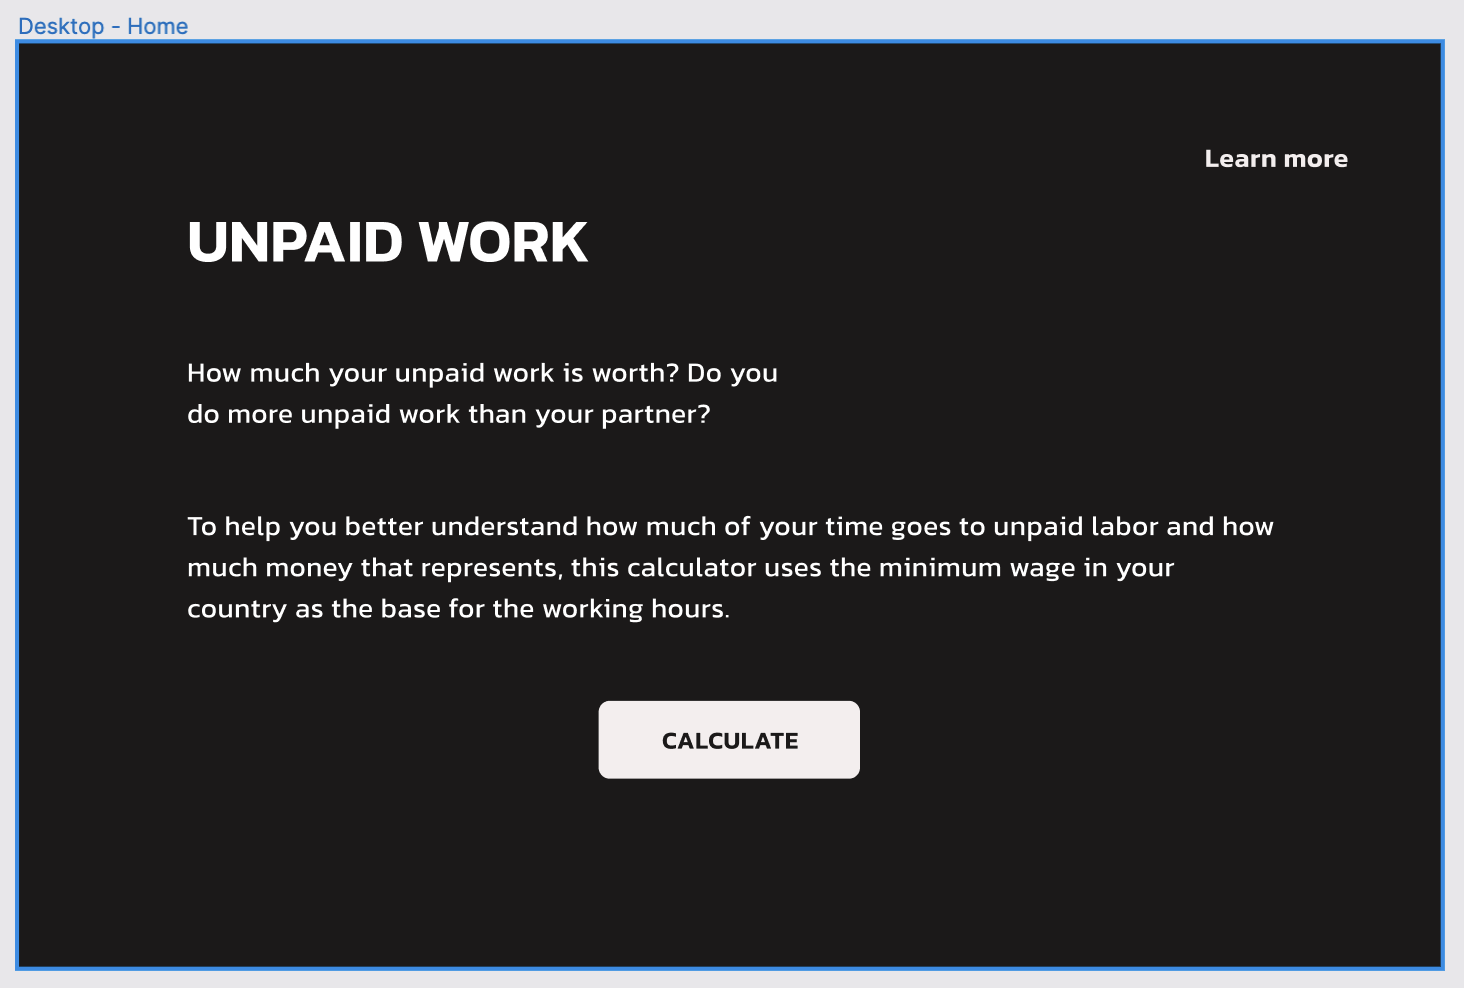 Desktop - Home
Learn more
UNPAID WORK
How much your unpaid work is worth? Do you
do more unpaid work than your partner?
To help you better understand how much of your time goes to unpaid labor and how
much money that represents, this calculator uses the minimum wage in your
country as the base for the working hours.
CALCULATE